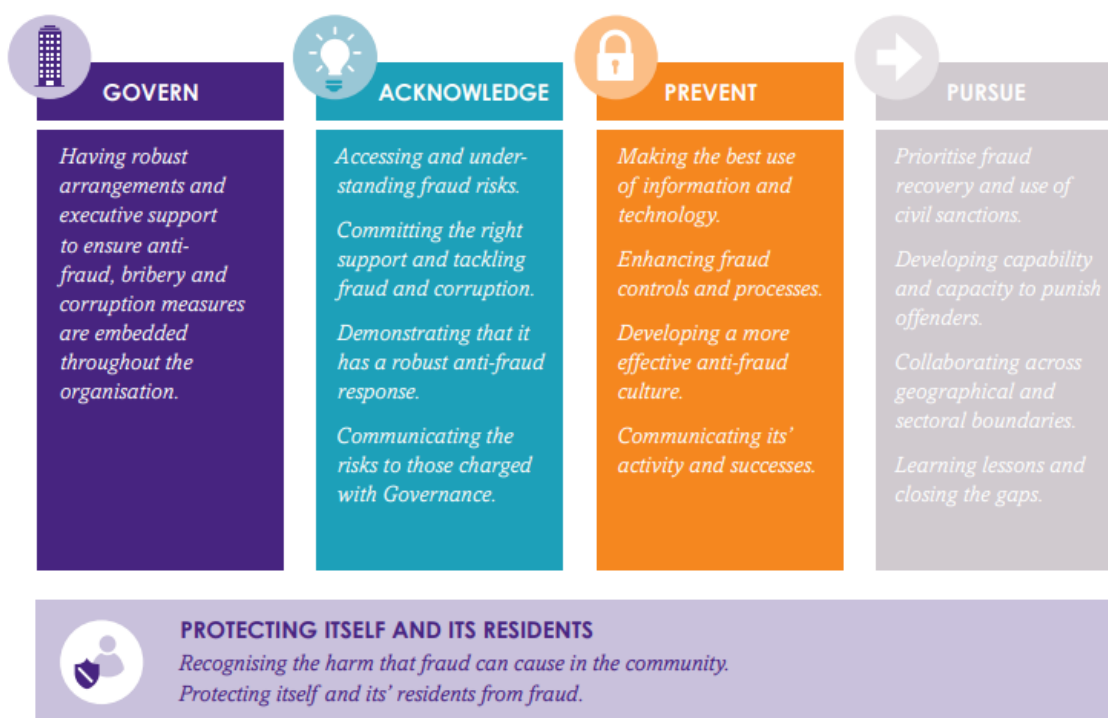 GOVERN
Having robust
arrangements and
executive support
to ensure anti-
fraud, bribery and
corruption measures
are embedded
throughout the
organisation.
ACKNOWLEDGE
Accessing and under-
standing fraud risks.
Committing the right
support and tackling
fraud and corruption.
Demonstrating that it
has a robust anti-fraud
response.
Communicating the
risks to those charged
with Governance.
PREVENT
Making the best use
of information and
technology.
Enhancing fraud
controls and processes.
Developing a more
effective anti-fraud
culture.
Communicating its’
activity and successes.
PURSUE
Prioritise fraud
recovery and use of
civil sanctions.
Developing capability
and capacity to punish
offenders.
Collaborating across
geographical and
sectoral boundaries.
Learning lessons and
closing the gaps.
PROTECTING ITSELF AND ITS RESIDENTS
Recognising the harm that fraud can cause in the community.
Protecting itself and its’ residents from fraud.